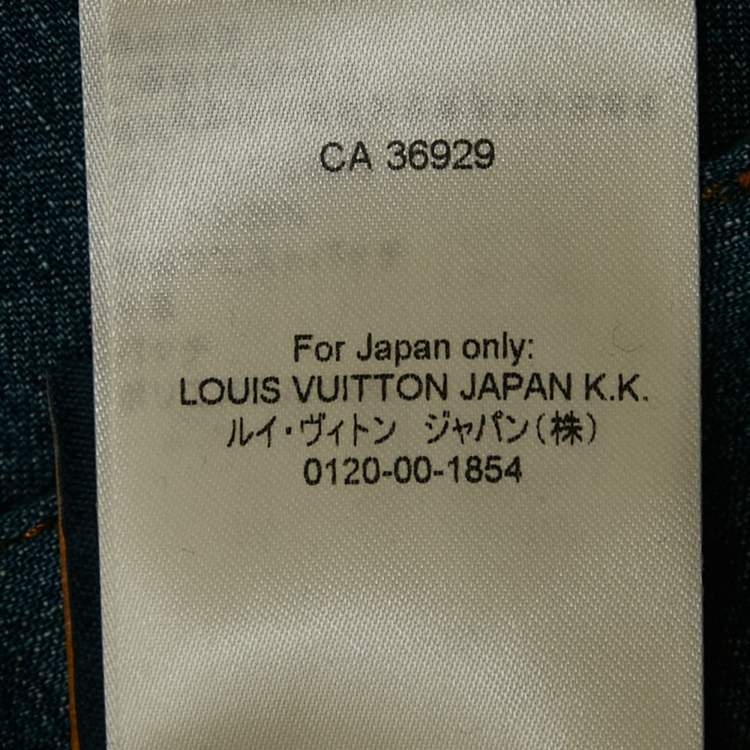 CA 36929
For Japan only:
LOUIS VUITTON JAPAN K.K.
ルイ・ヴィトン ジャパン(株)
0120-00-1854